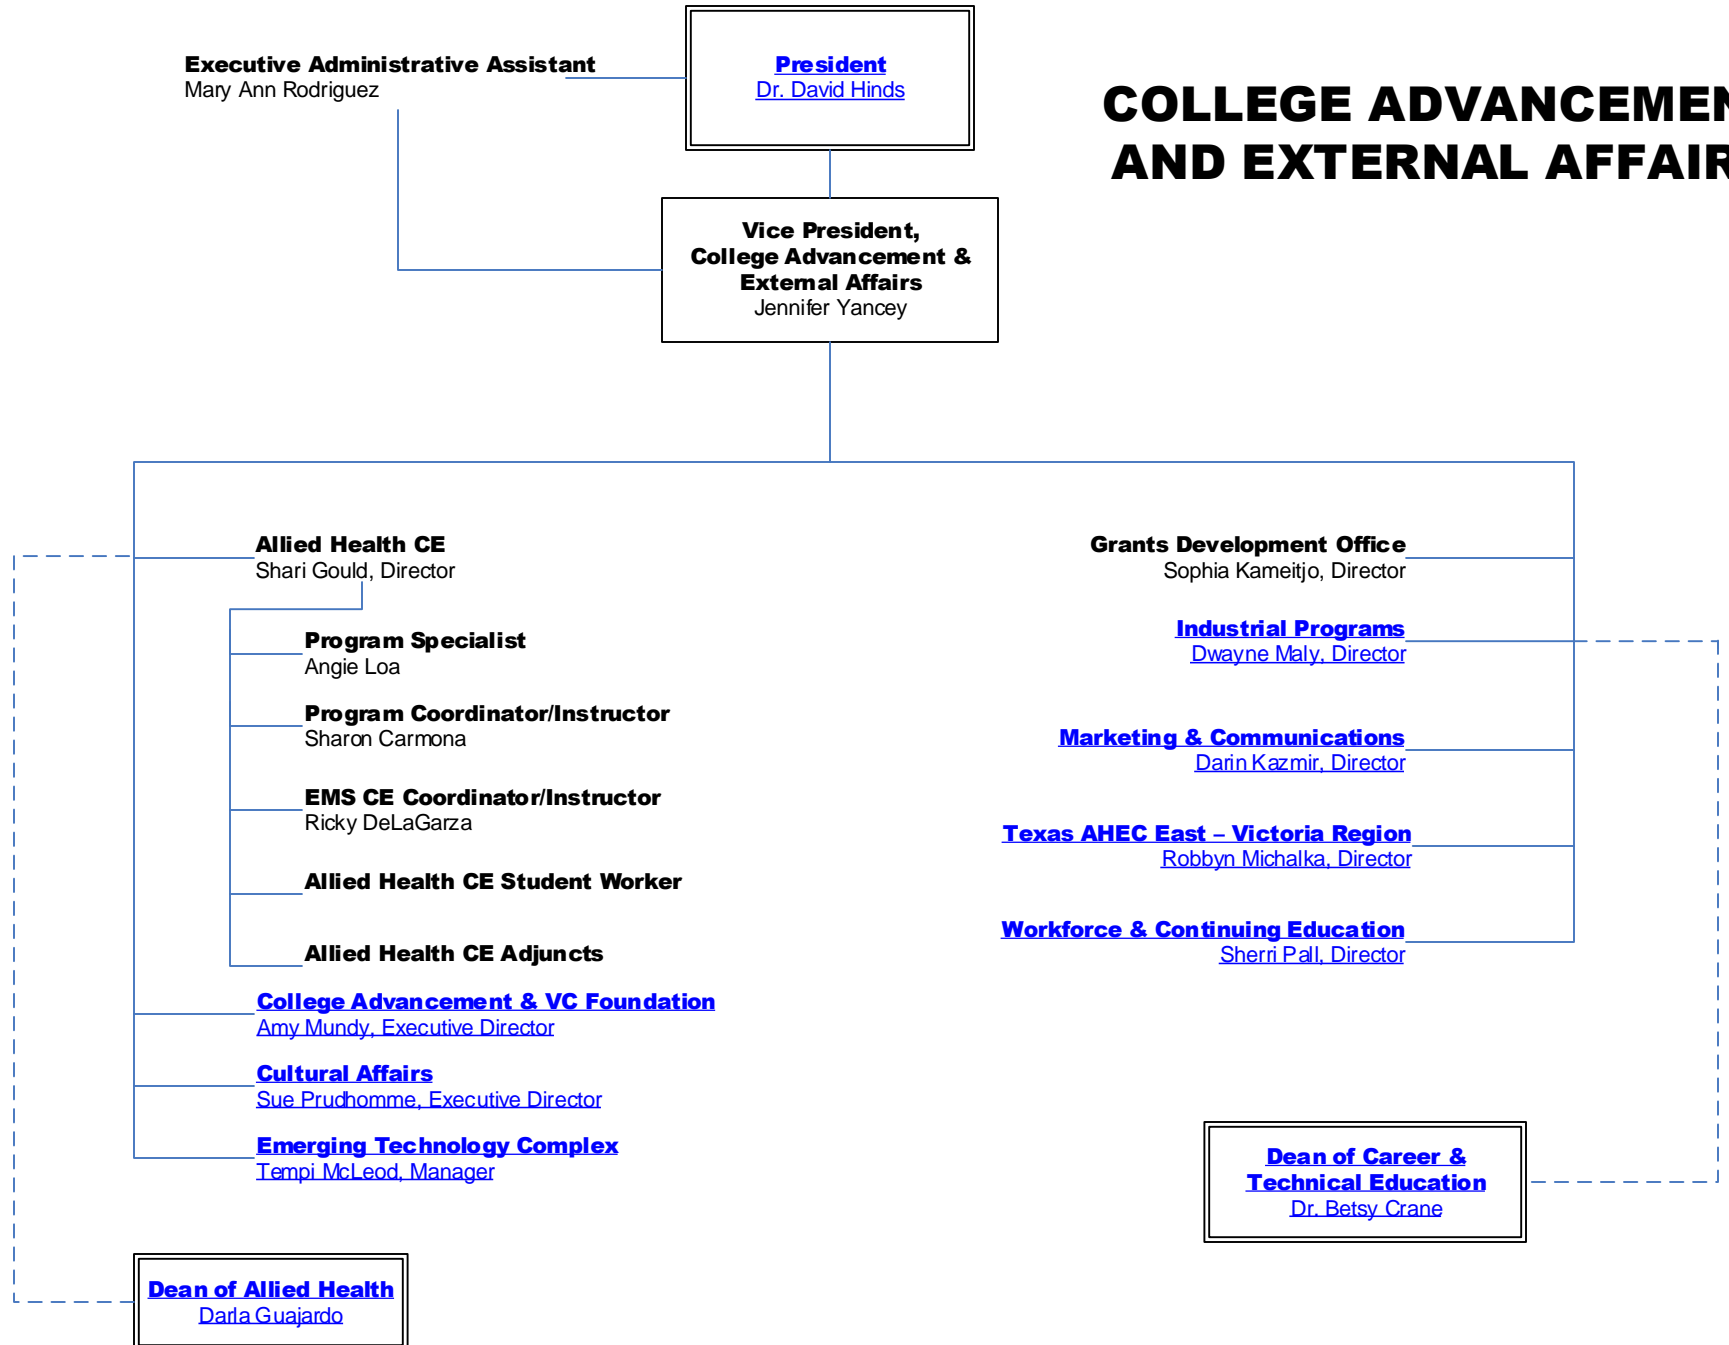 Executive Administrative Assistant
Mary Ann Rodriguez
President
Dr. David Hinds
COLLEGE ADVANCEMEN
AND EXTERNAL AFFAIR
Vice President,
College Advancement &
External Affairs
Jennifer Yancey
Allied Health CE
Shari Gould, Director
Program Specialist
Angie Loa
Program Coordinator/Instructor
Sharon Carmona
EMS CE Coordinator/Instructor
Ricky DeLaGarza
Allied Health CE Student Worker
Allied Health CE Adjuncts
College Advancement & VC Foundation
Amy Mundy, Executive Director
Cultural Affairs
Sue Prudhomme, Executive Director
Emerging Technology Complex
Tempi McLeod, Manager
Dean of Allied Health
Darla Guajardo
Grants Development Office
Sophia Kameitjo, Director
Industrial Programs
Dwayne Maly, Director
Marketing & Communications
Darin Kazmir, Director
Texas AHEC East – Victoria Region
Robbyn Michalka, Director
Workforce & Continuing Education
Sherri Pall, Director
Dean of Career &
Technical Education
Dr. Betsy Crane